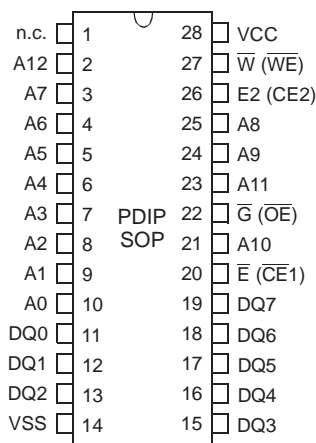 n.c. 1 28 VCC
A12 2 27 W (WE)
A7 3 26 E2 (CE2)
A6 4 25 A8
A5 5 24 A9
A4 6 23 A11
A3 7 PDIP 22 G (OE)
A2 8 SOP 21 A10
A1 9 20 E (CE1)
A0 10 19 DQ7
DQ0 11 18 DQ6
DQ1 12 17 DQ5
DQ2 13 16 DQ4
VSS 14 15 DQ3